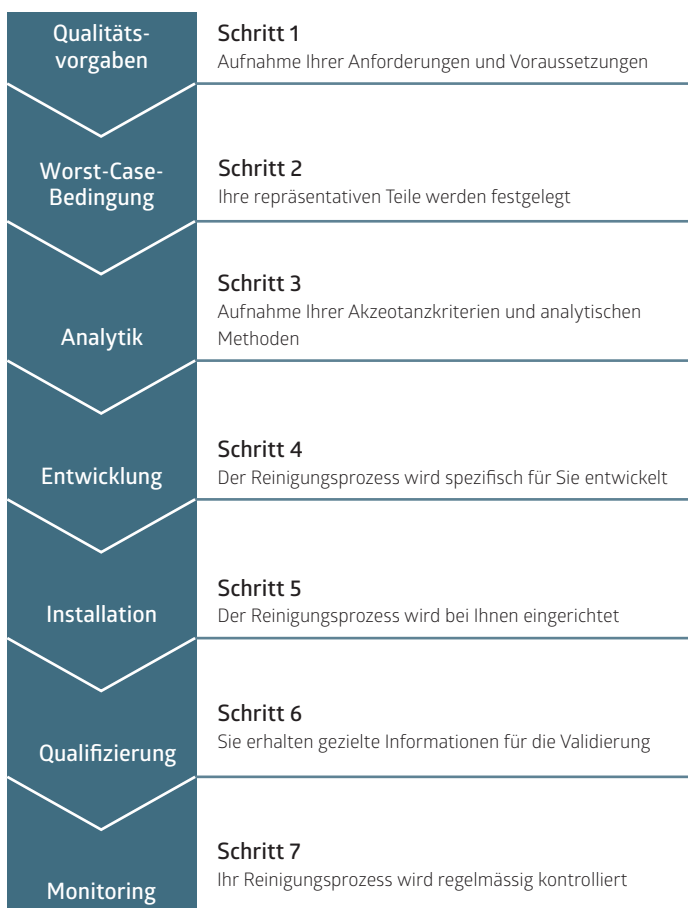 Qualitäts-
vorgaben
Schritt 1
Aufnahme Ihrer Anforderungen und Voraussetzungen
Worst-Case-
Bedingung
Schritt 2
Ihre repräsentativen Teile werden festgelegt
Analytik
Schritt 3
Aufnahme Ihrer Akzeotanzkriterien und analytischen
Methoden
Entwicklung
Schritt 4
Der Reinigungsprozess wird spezifisch für Sie entwickelt
Installation
Schritt 5
Der Reinigungsprozess wird bei Ihnen eingerichtet
Qualifizierung
Schritt 6
Sie erhalten gezielte Informationen für die Validierung
Monitoring
Schritt 7
Ihr Reinigungsprozess wird regelmässig kontrolliert